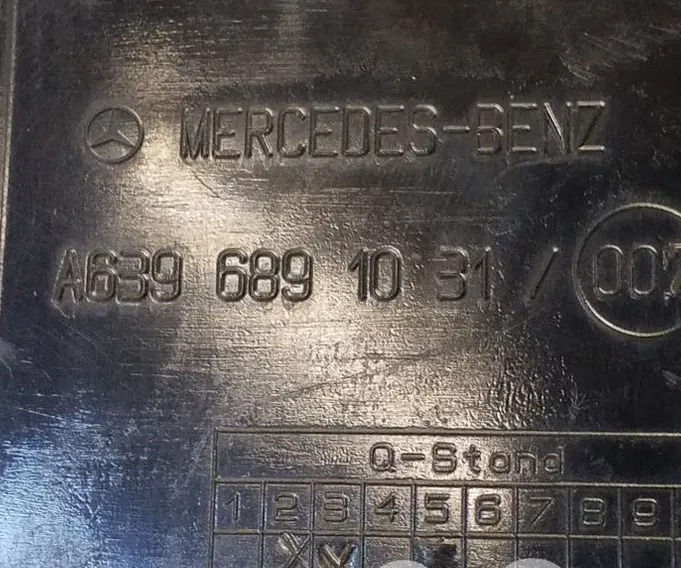 MERCEDES-BENZ
A639 689 10 31 / 007
Q-Stand
1 2 3 4 5 6 7 8 9
X X